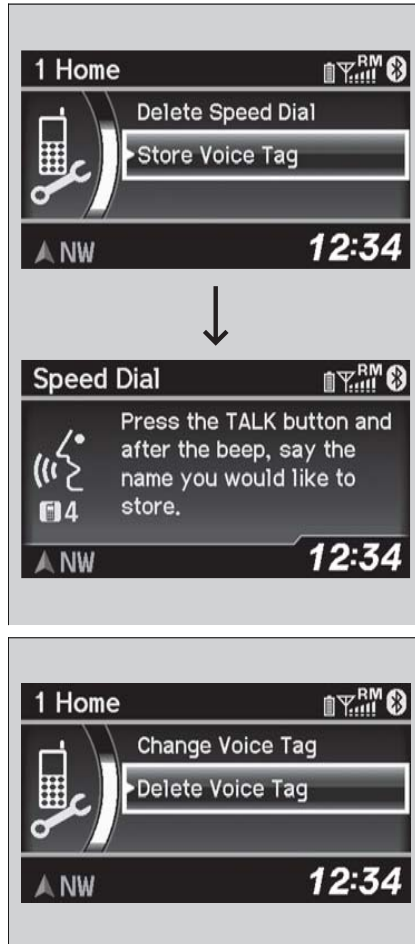 1 Home
RM
Delete Speed Dial
Store Voice Tag
NW
12:34
Speed Dial
RM
Press the TALK button and
after the beep, say the
name you would like to
store.
4
NW
12:34
1 Home
RM
Change Voice Tag
Delete Voice Tag
NW
12:34